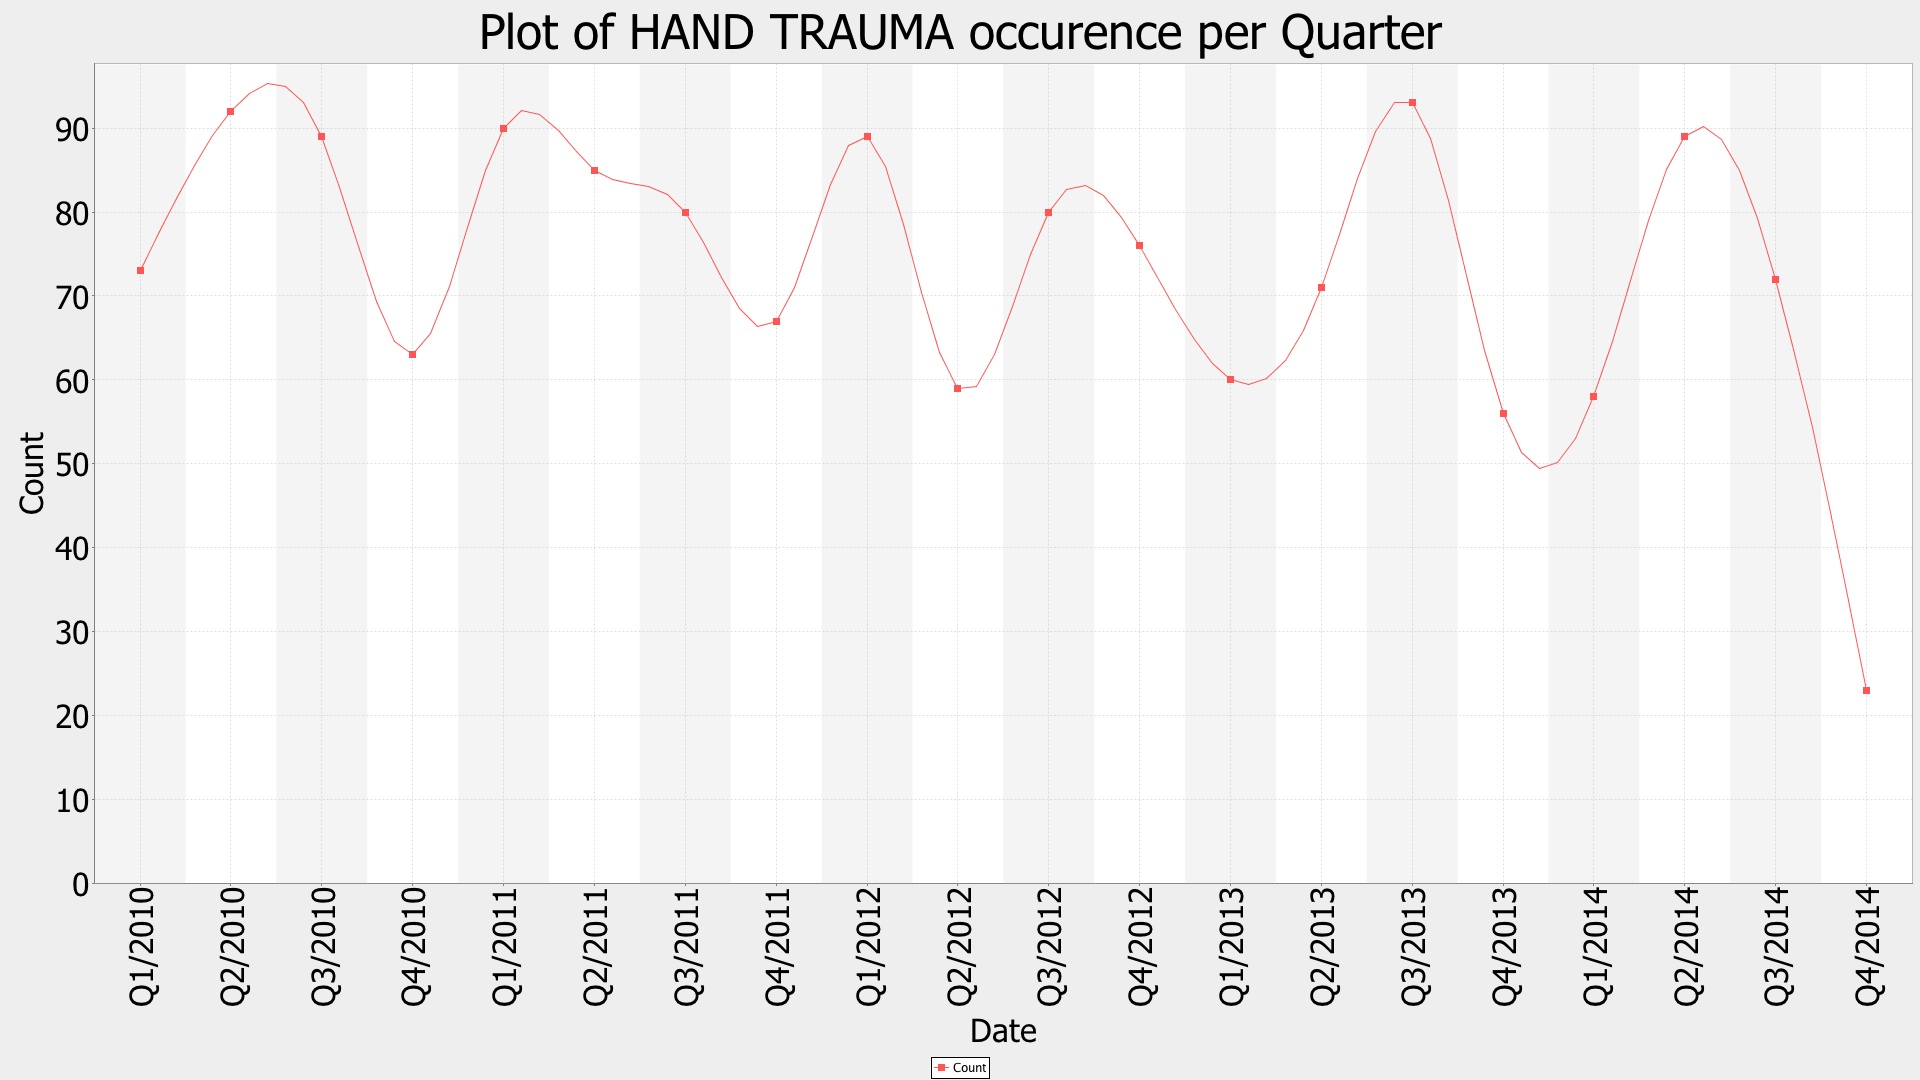 Plot of HAND TRAUMA occurence per Quarter
Count
90
80
70
60
50
40
30
20
10
0
Q1/2010
Q2/2010
Q3/2010
Q4/2010
Q1/2011
Q2/2011
Q3/2011
Q4/2011
Q1/2012
Q2/2012
Q3/2012
Q4/2012
Q1/2013
Q2/2013
Q3/2013
Q4/2013
Q1/2014
Q2/2014
Q3/2014
Q4/2014
Date
Count